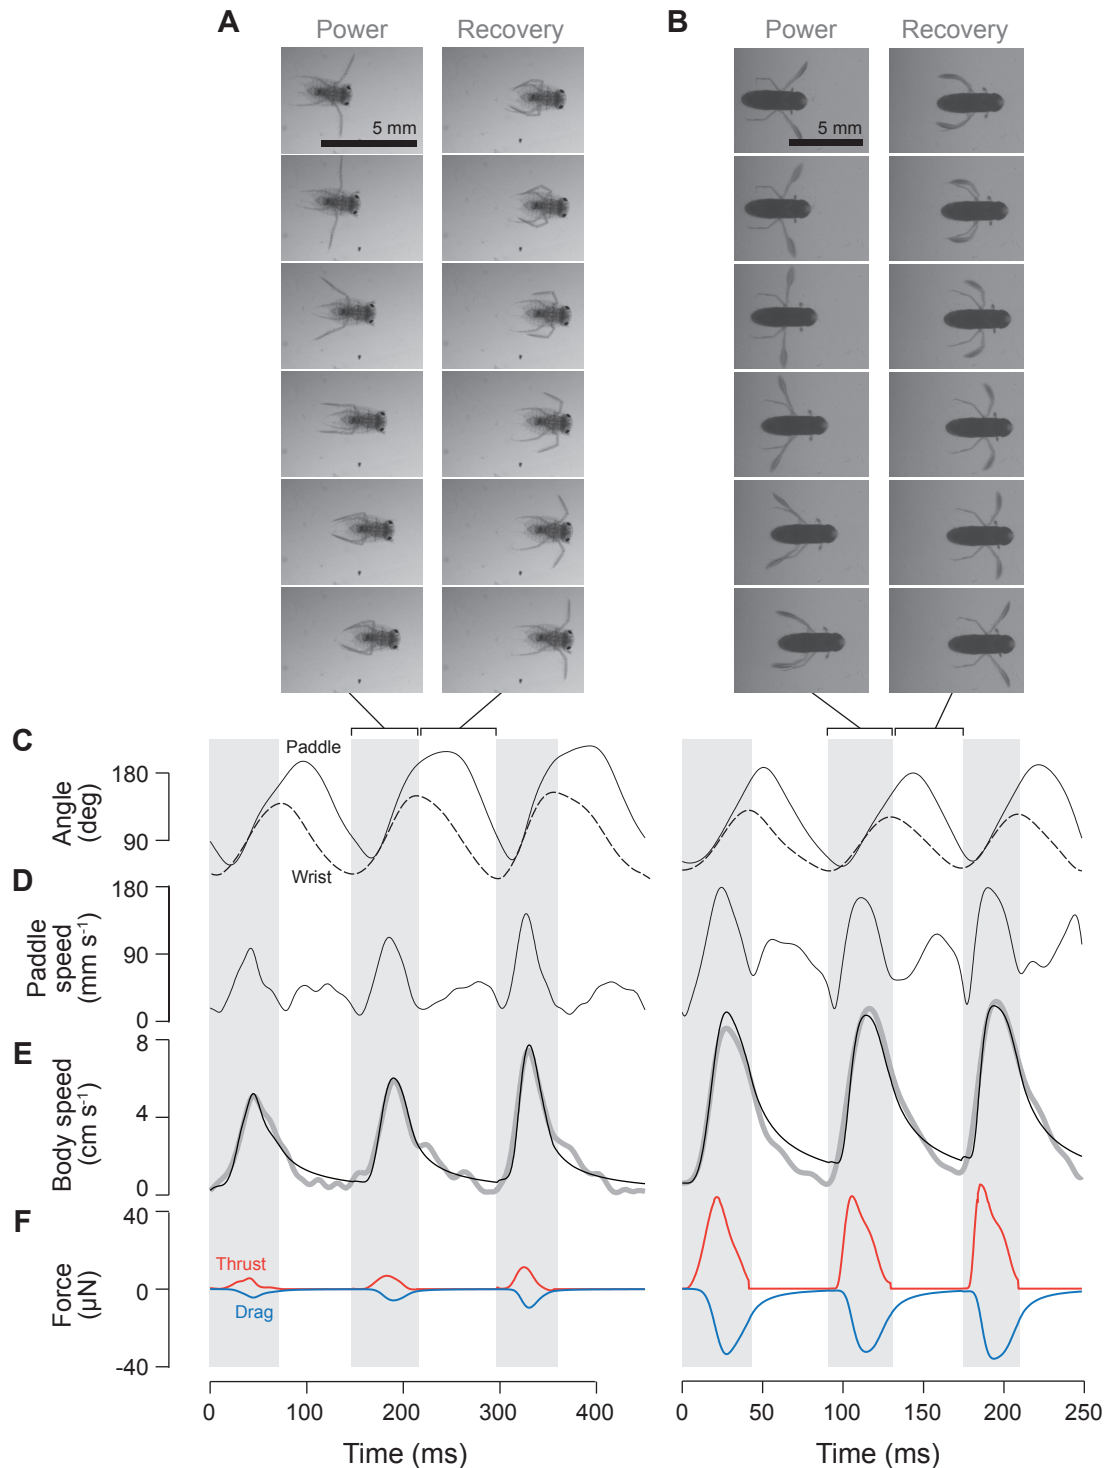 A
Power Recovery
5 mm
B
Power Recovery
5 mm
C
Angle
(deg)
180
90
Paddle
Wrist
D
Paddle
speed
(mm s⁻¹)
180
90
0
E
Body speed
(cm s⁻¹)
8
4
0
F
Force
(µN)
40
0
-40
Thrust
Drag
0 100 200 300 400
Time (ms)
0 50 100 150 200 250
Time (ms)